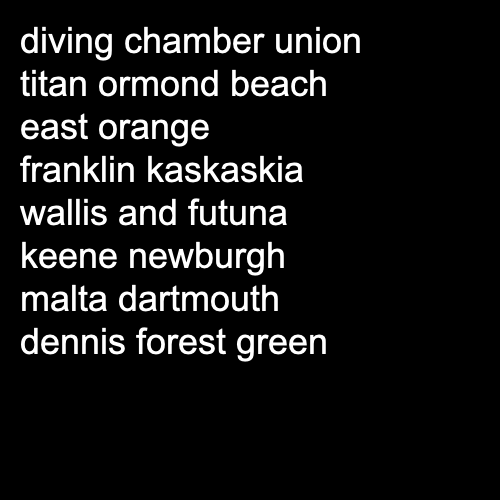 diving chamber union
titan ormond beach
east orange
franklin kaskaskia
wallis and futuna
keene newburgh
malta dartmouth
dennis forest green